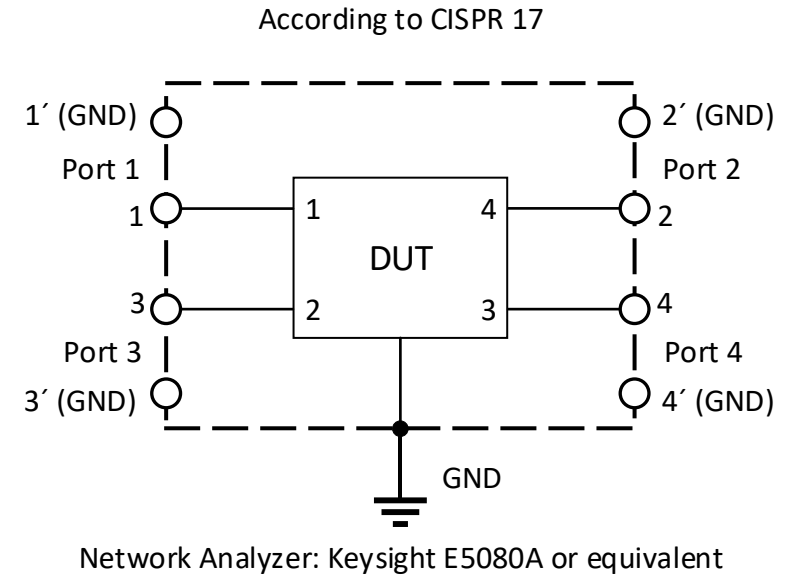 According to CISPR 17
1´ (GND)
2´ (GND)
Port 1
Port 2
1
1
4
2
DUT
3
2
3
4
Port 3
Port 4
3´ (GND)
4´ (GND)
GND
Network Analyzer: Keysight E5080A or equivalent